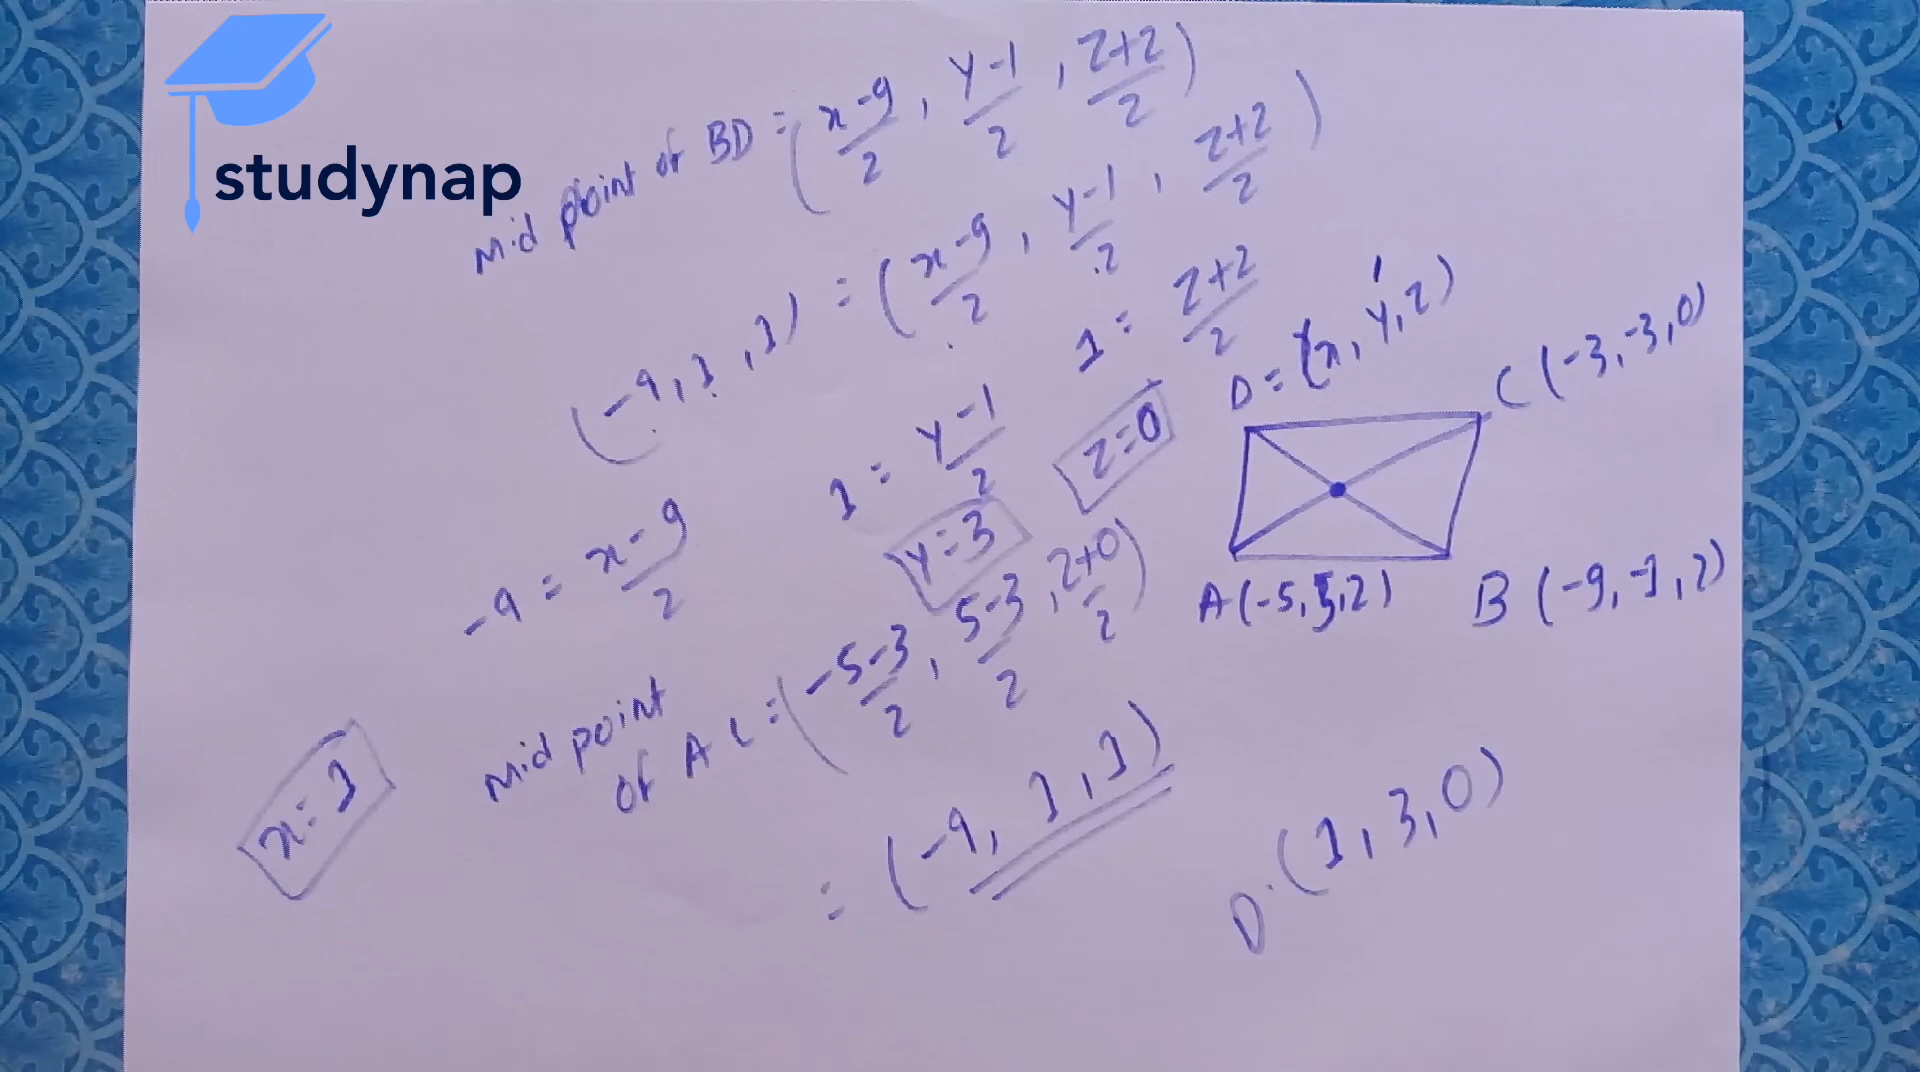 studynap
mid point of BD = (x-9/2, y-1/2, z+2/2)
(-4, 1, 1) = (x-9/2, y-1/2, z+2/2)
-4 = x-9/2
1 = y-1/2
1 = z+2/2
x=1
y=3
z=0
D = (x, y, z)
C (-3, -3, 0)
A (-5, 5, 2)
B (-9, -1, 2)
mid point
of AC = (-5-3/2, 5-3/2, 2+0/2)
= (-4, 1, 1)
D. (1, 3, 0)